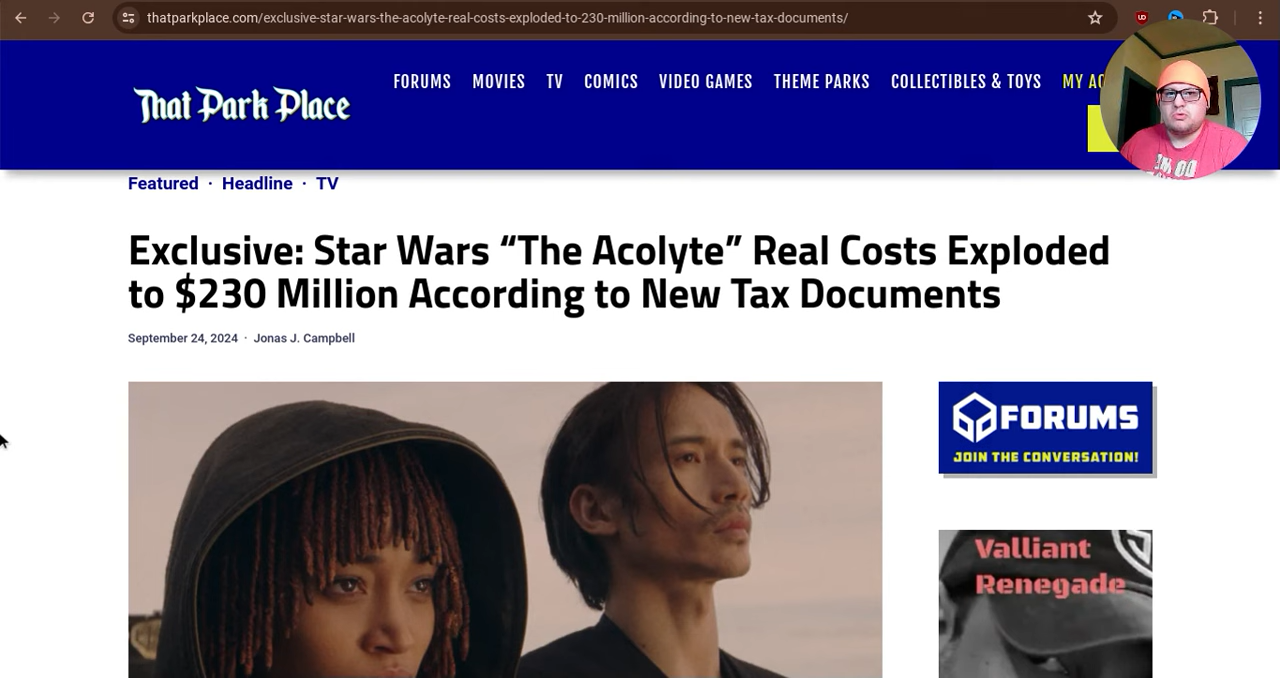 thatparkplace.com/exclusive-star-wars-the-acolyte-real-costs-exploded-to-230-million-according-to-new-tax-documents/
That Park Place
FORUMS MOVIES TV COMICS VIDEO GAMES THEME PARKS COLLECTIBLES & TOYS MY AC
Featured · Headline · TV
Exclusive: Star Wars “The Acolyte” Real Costs Exploded
to $230 Million According to New Tax Documents
September 24, 2024 · Jonas J. Campbell
FORUMS
JOIN THE CONVERSATION!
Valliant
Renegade